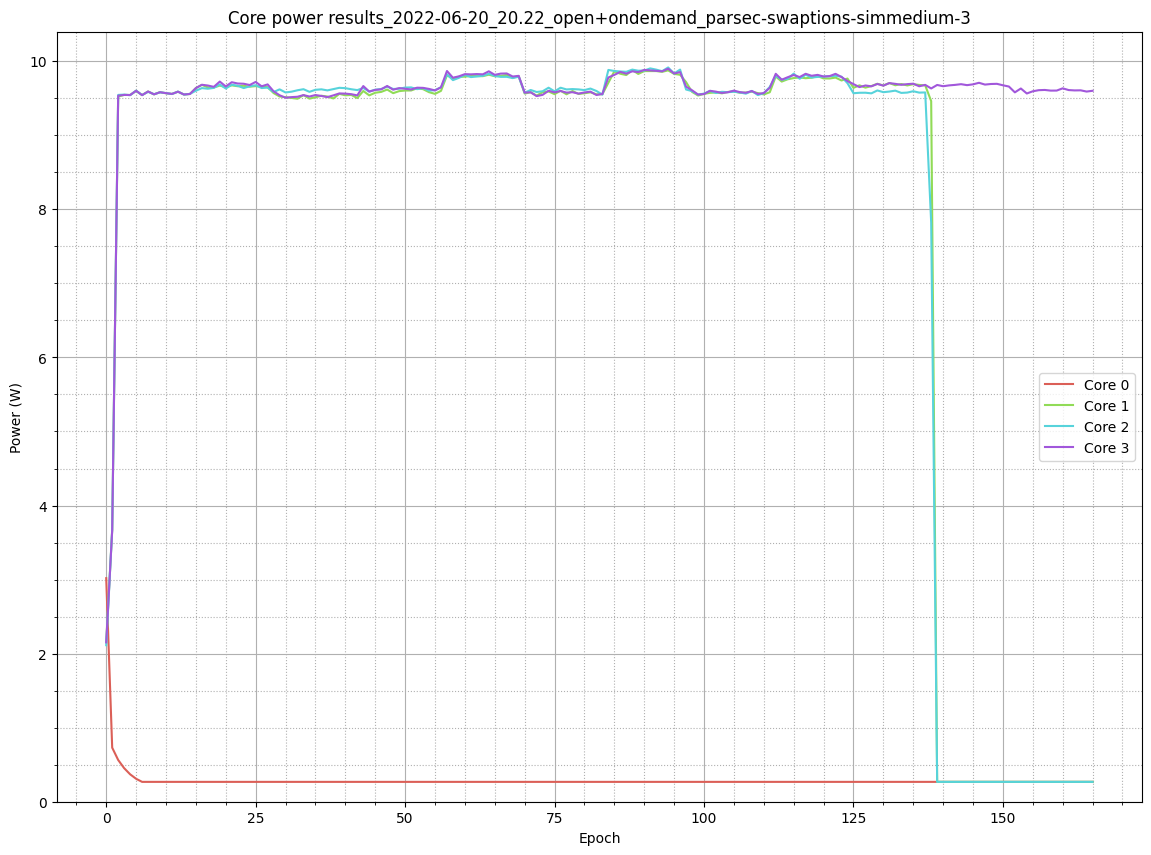 Core power results_2022-06-20_20.22_open+ondemand_parsec-swaptions-simmedium-3
Power (W)
10
8
6
4
2
0
Core 0
Core 1
Core 2
Core 3
0 25 50 75 100 125 150
Epoch